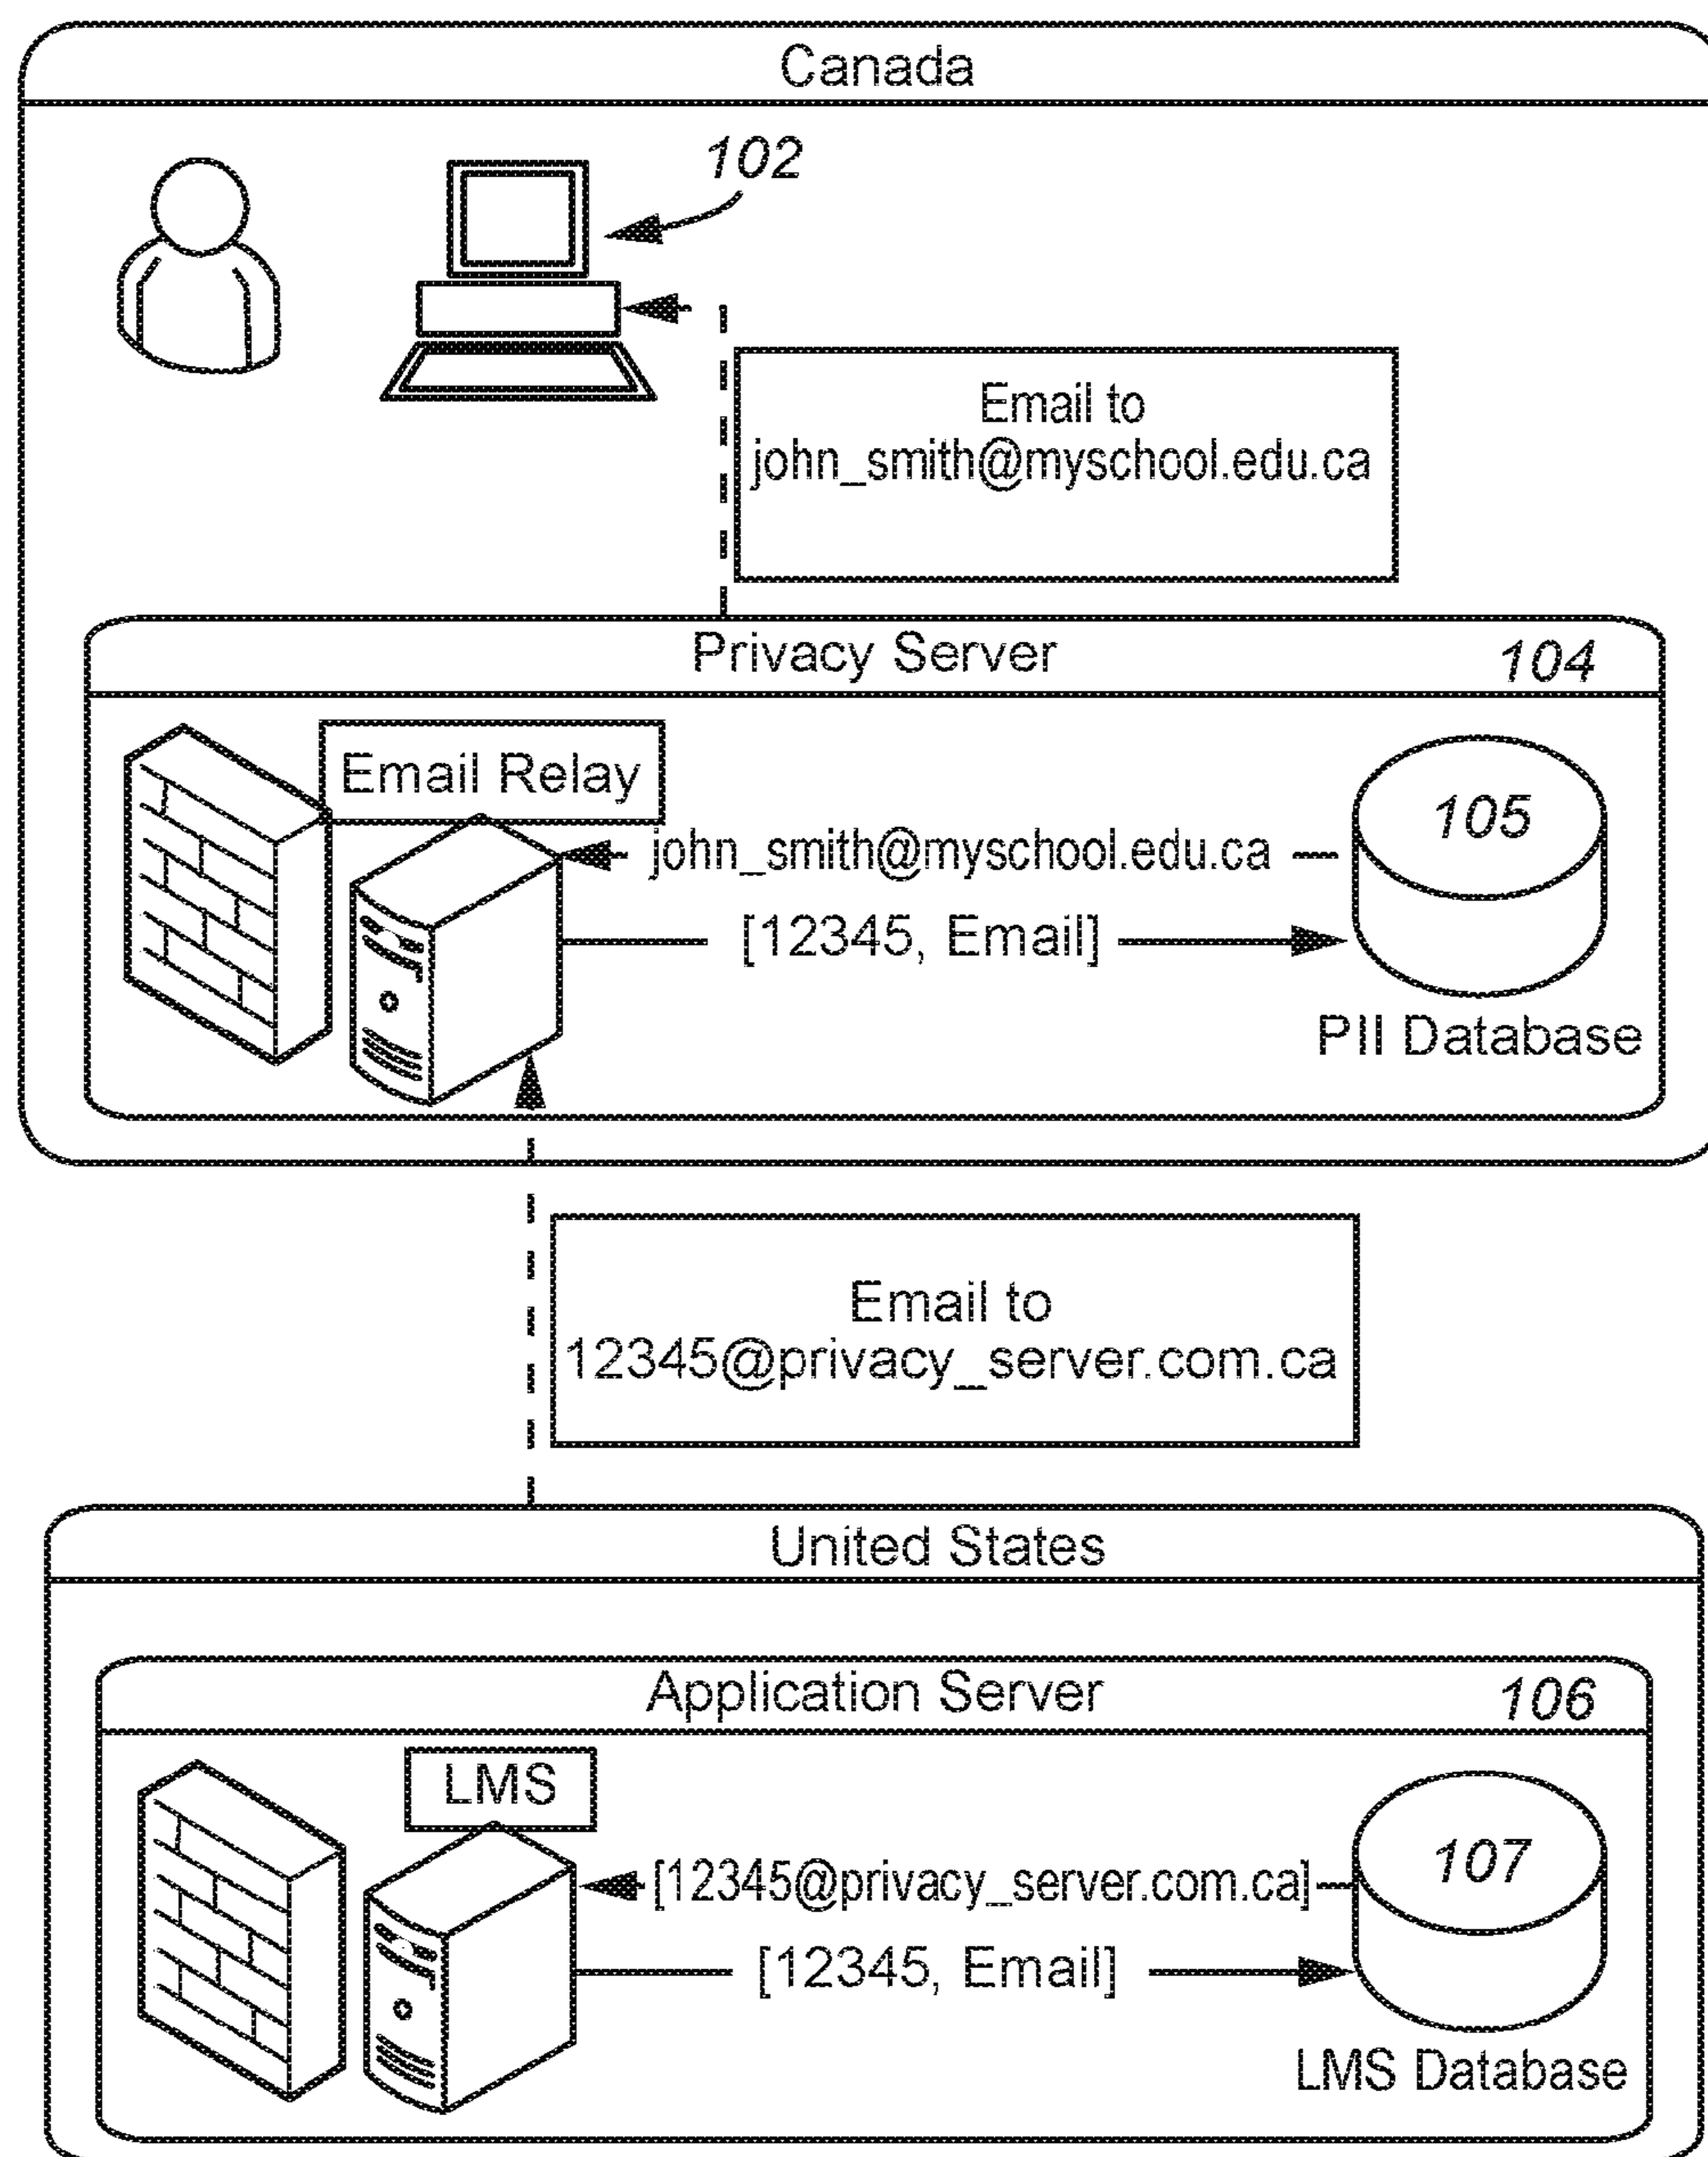 Canada
102
Email to
john_smith@myschool.edu.ca
Privacy Server
104
Email Relay
105
john_smith@myschool.edu.ca
[12345, Email]
PII Database
Email to
12345@privacy_server.com.ca
United States
Application Server
106
LMS
107
[12345@privacy_server.com.ca]
[12345, Email]
LMS Database